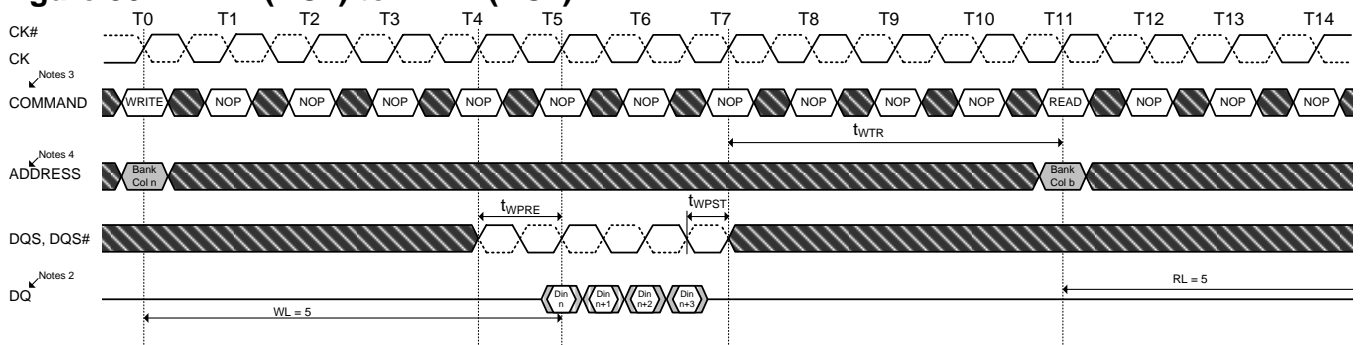 T0 T1 T2 T3 T4 T5 T6 T7 T8 T9 T10 T11 T12 T13 T14
CK#
CK
Notes 3
COMMAND WRITE NOP NOP NOP NOP NOP NOP NOP NOP NOP NOP READ NOP NOP NOP
tWTR
Notes 4
ADDRESS
Bank
Col n
Bank
Col b
tWPRE tWPST
DQS, DQS#
Notes 2
DQ
Din
n
Din
n+1
Din
n+2
Din
n+3
RL = 5
WL = 5